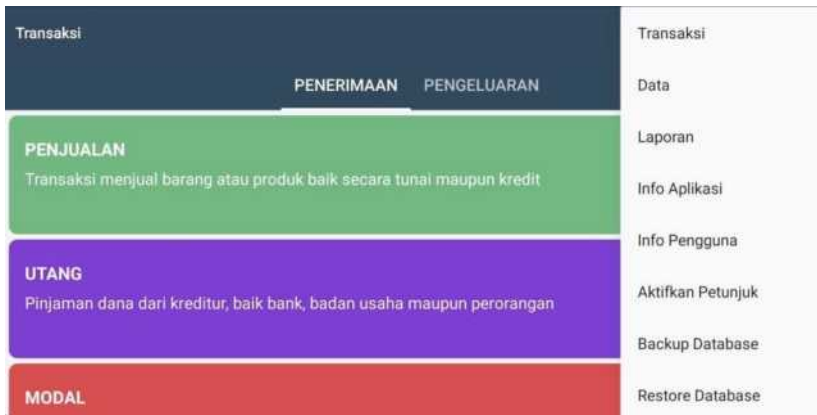 Transaksi
PENERIMAAN PENGELUARAN
PENJUALAN
Transaksi menjual barang atau produk baik secara tunai maupun kredit
UTANG
Pinjaman dana dari kreditur, baik bank, badan usaha maupun perorangan
MODAL
Transaksi
Data
Laporan
Info Aplikasi
Info Pengguna
Aktifkan Petunjuk
Backup Database
Restore Database